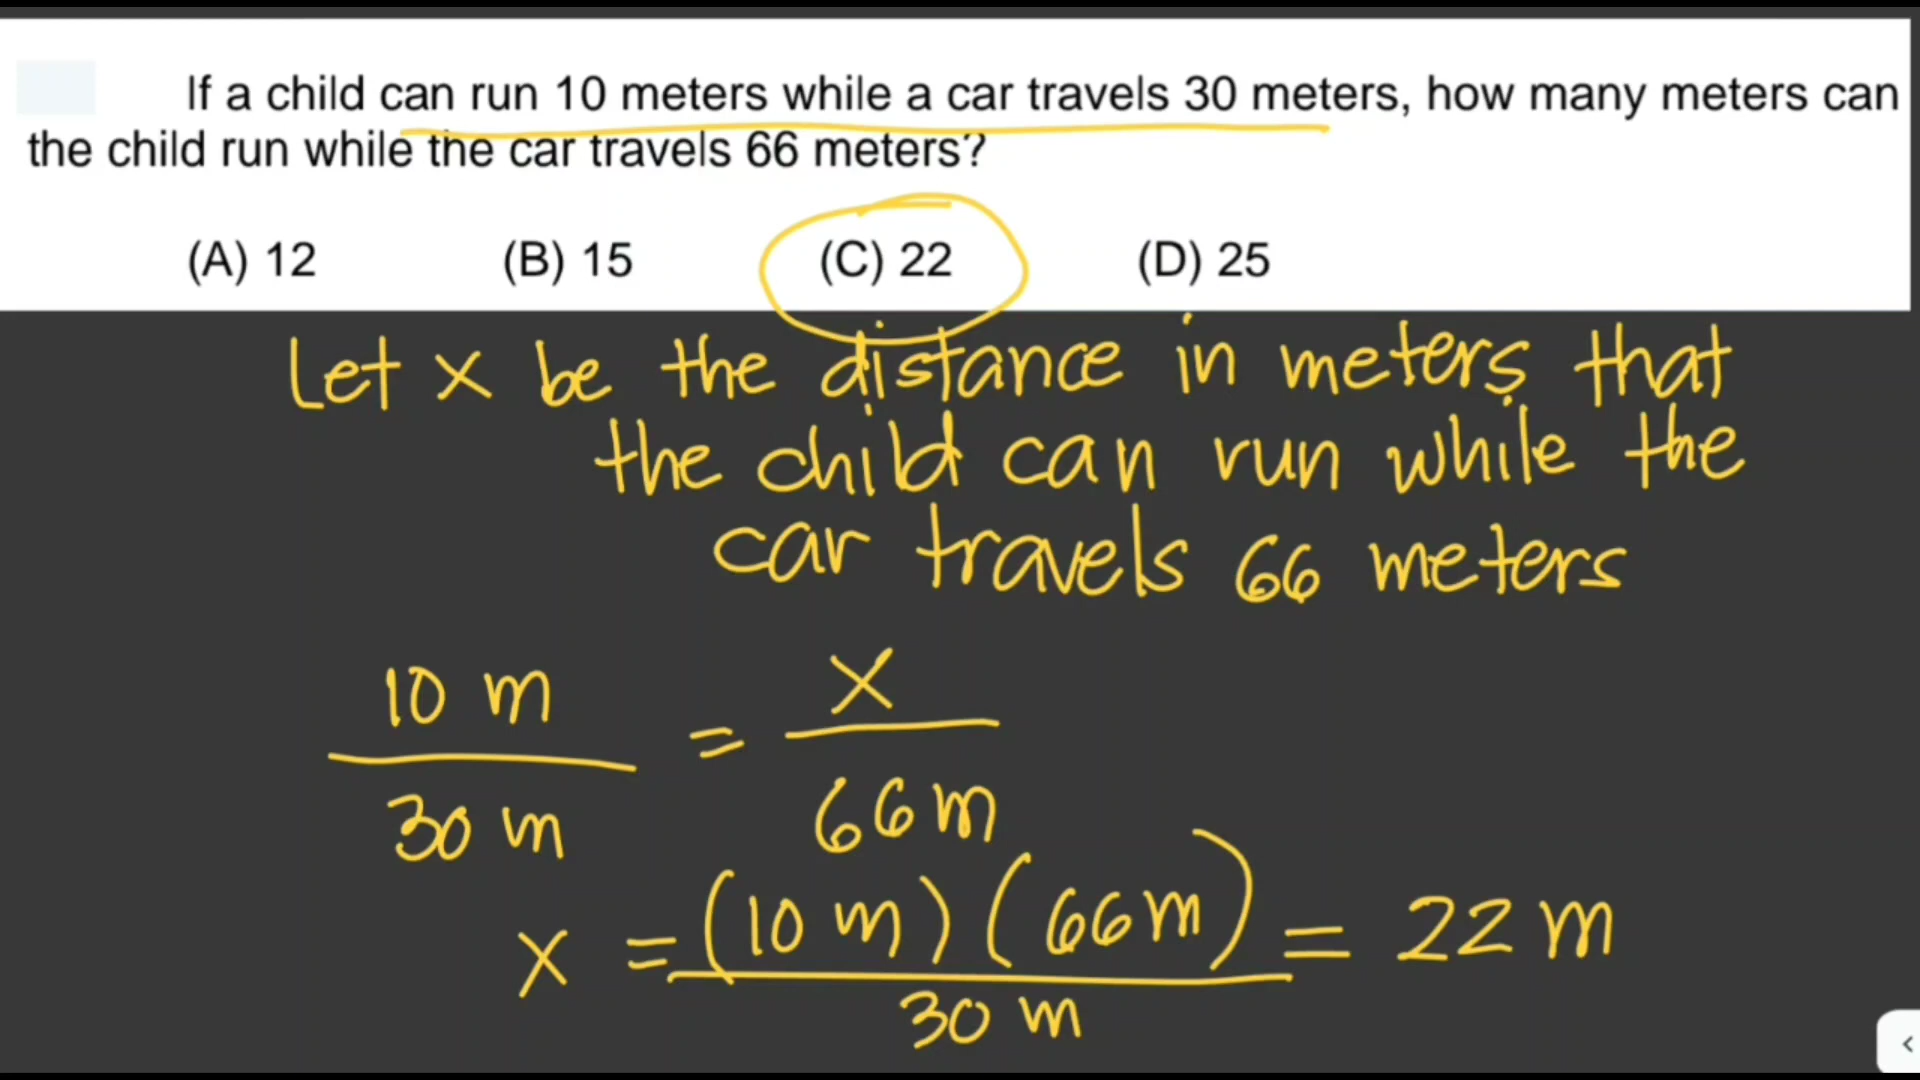 If a child can run 10 meters while a car travels 30 meters, how many meters can
the child run while the car travels 66 meters?
(A) 12 (B) 15 (C) 22 (D) 25
Let x be the distance in meters that
the child can run while the
car travels 66 meters
10 m / 30 m = x / 66 m
x = (10 m) (66 m) / 30 m = 22 m
<